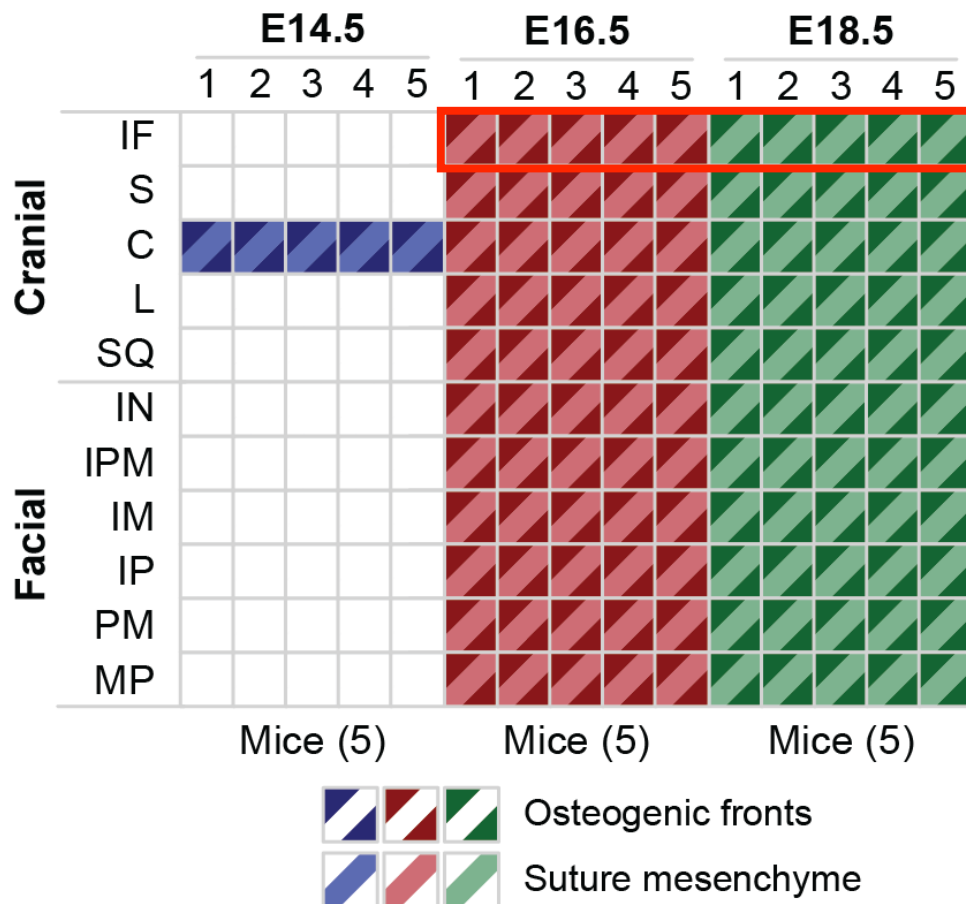 E14.5 E16.5 E18.5
1 2 3 4 5 1 2 3 4 5 1 2 3 4 5
Cranial
IF
S
C
L
SQ
Facial
IN
IPM
IM
IP
PM
MP
Mice (5) Mice (5) Mice (5)
Osteogenic fronts
Suture mesenchyme